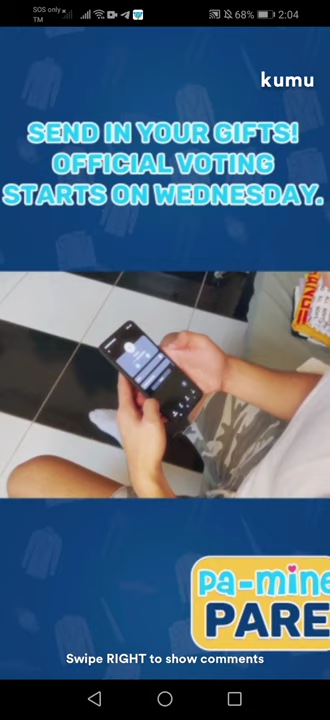 SOS only
TM
68%
2:04
kumu
SEND IN YOUR GIFTS!
OFFICIAL VOTING
STARTS ON WEDNESDAY.
pa-mine
PARE
Swipe RIGHT to show comments